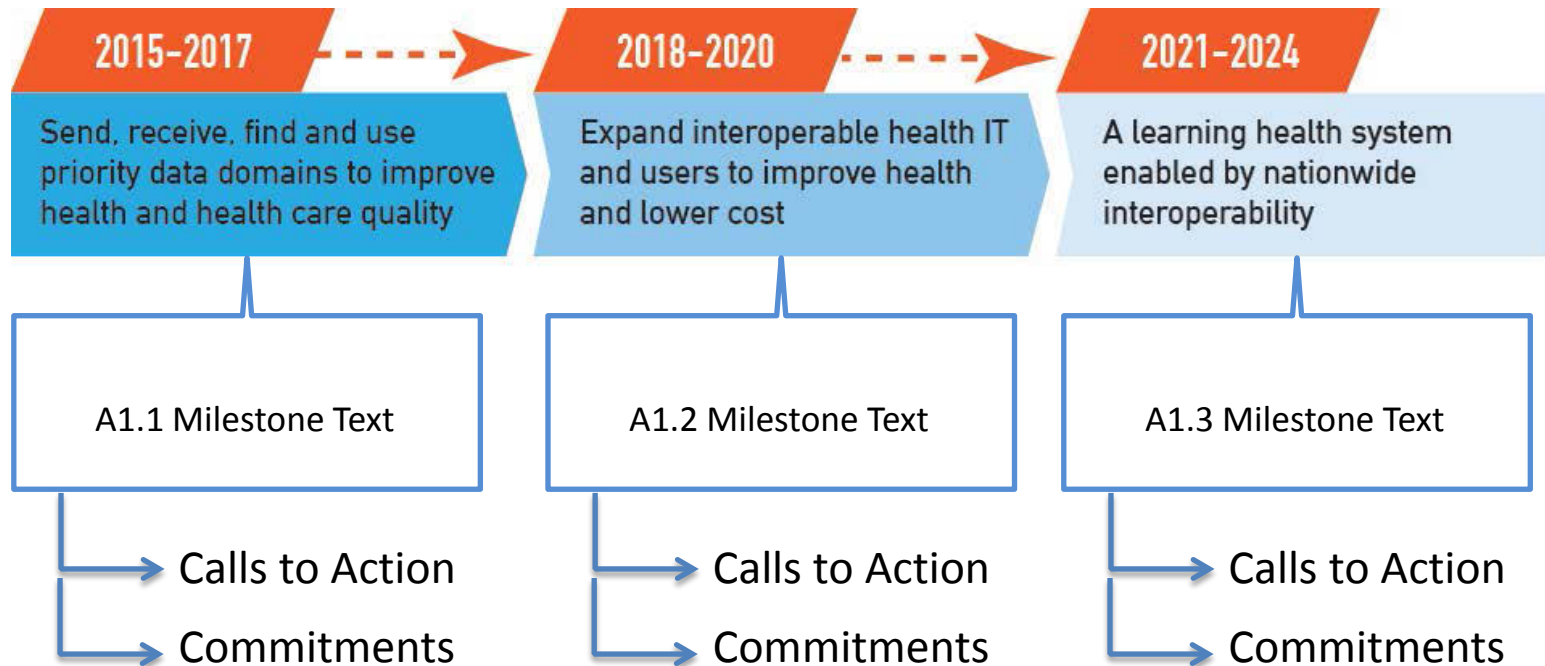 2015–2017
2018–2020
2021–2024
Send, receive, find and use
priority data domains to improve
health and health care quality
Expand interoperable health IT
and users to improve health
and lower cost
A learning health system
enabled by nationwide
interoperability
A1.1 Milestone Text
A1.2 Milestone Text
A1.3 Milestone Text
Calls to Action
Commitments
Calls to Action
Commitments
Calls to Action
Commitments